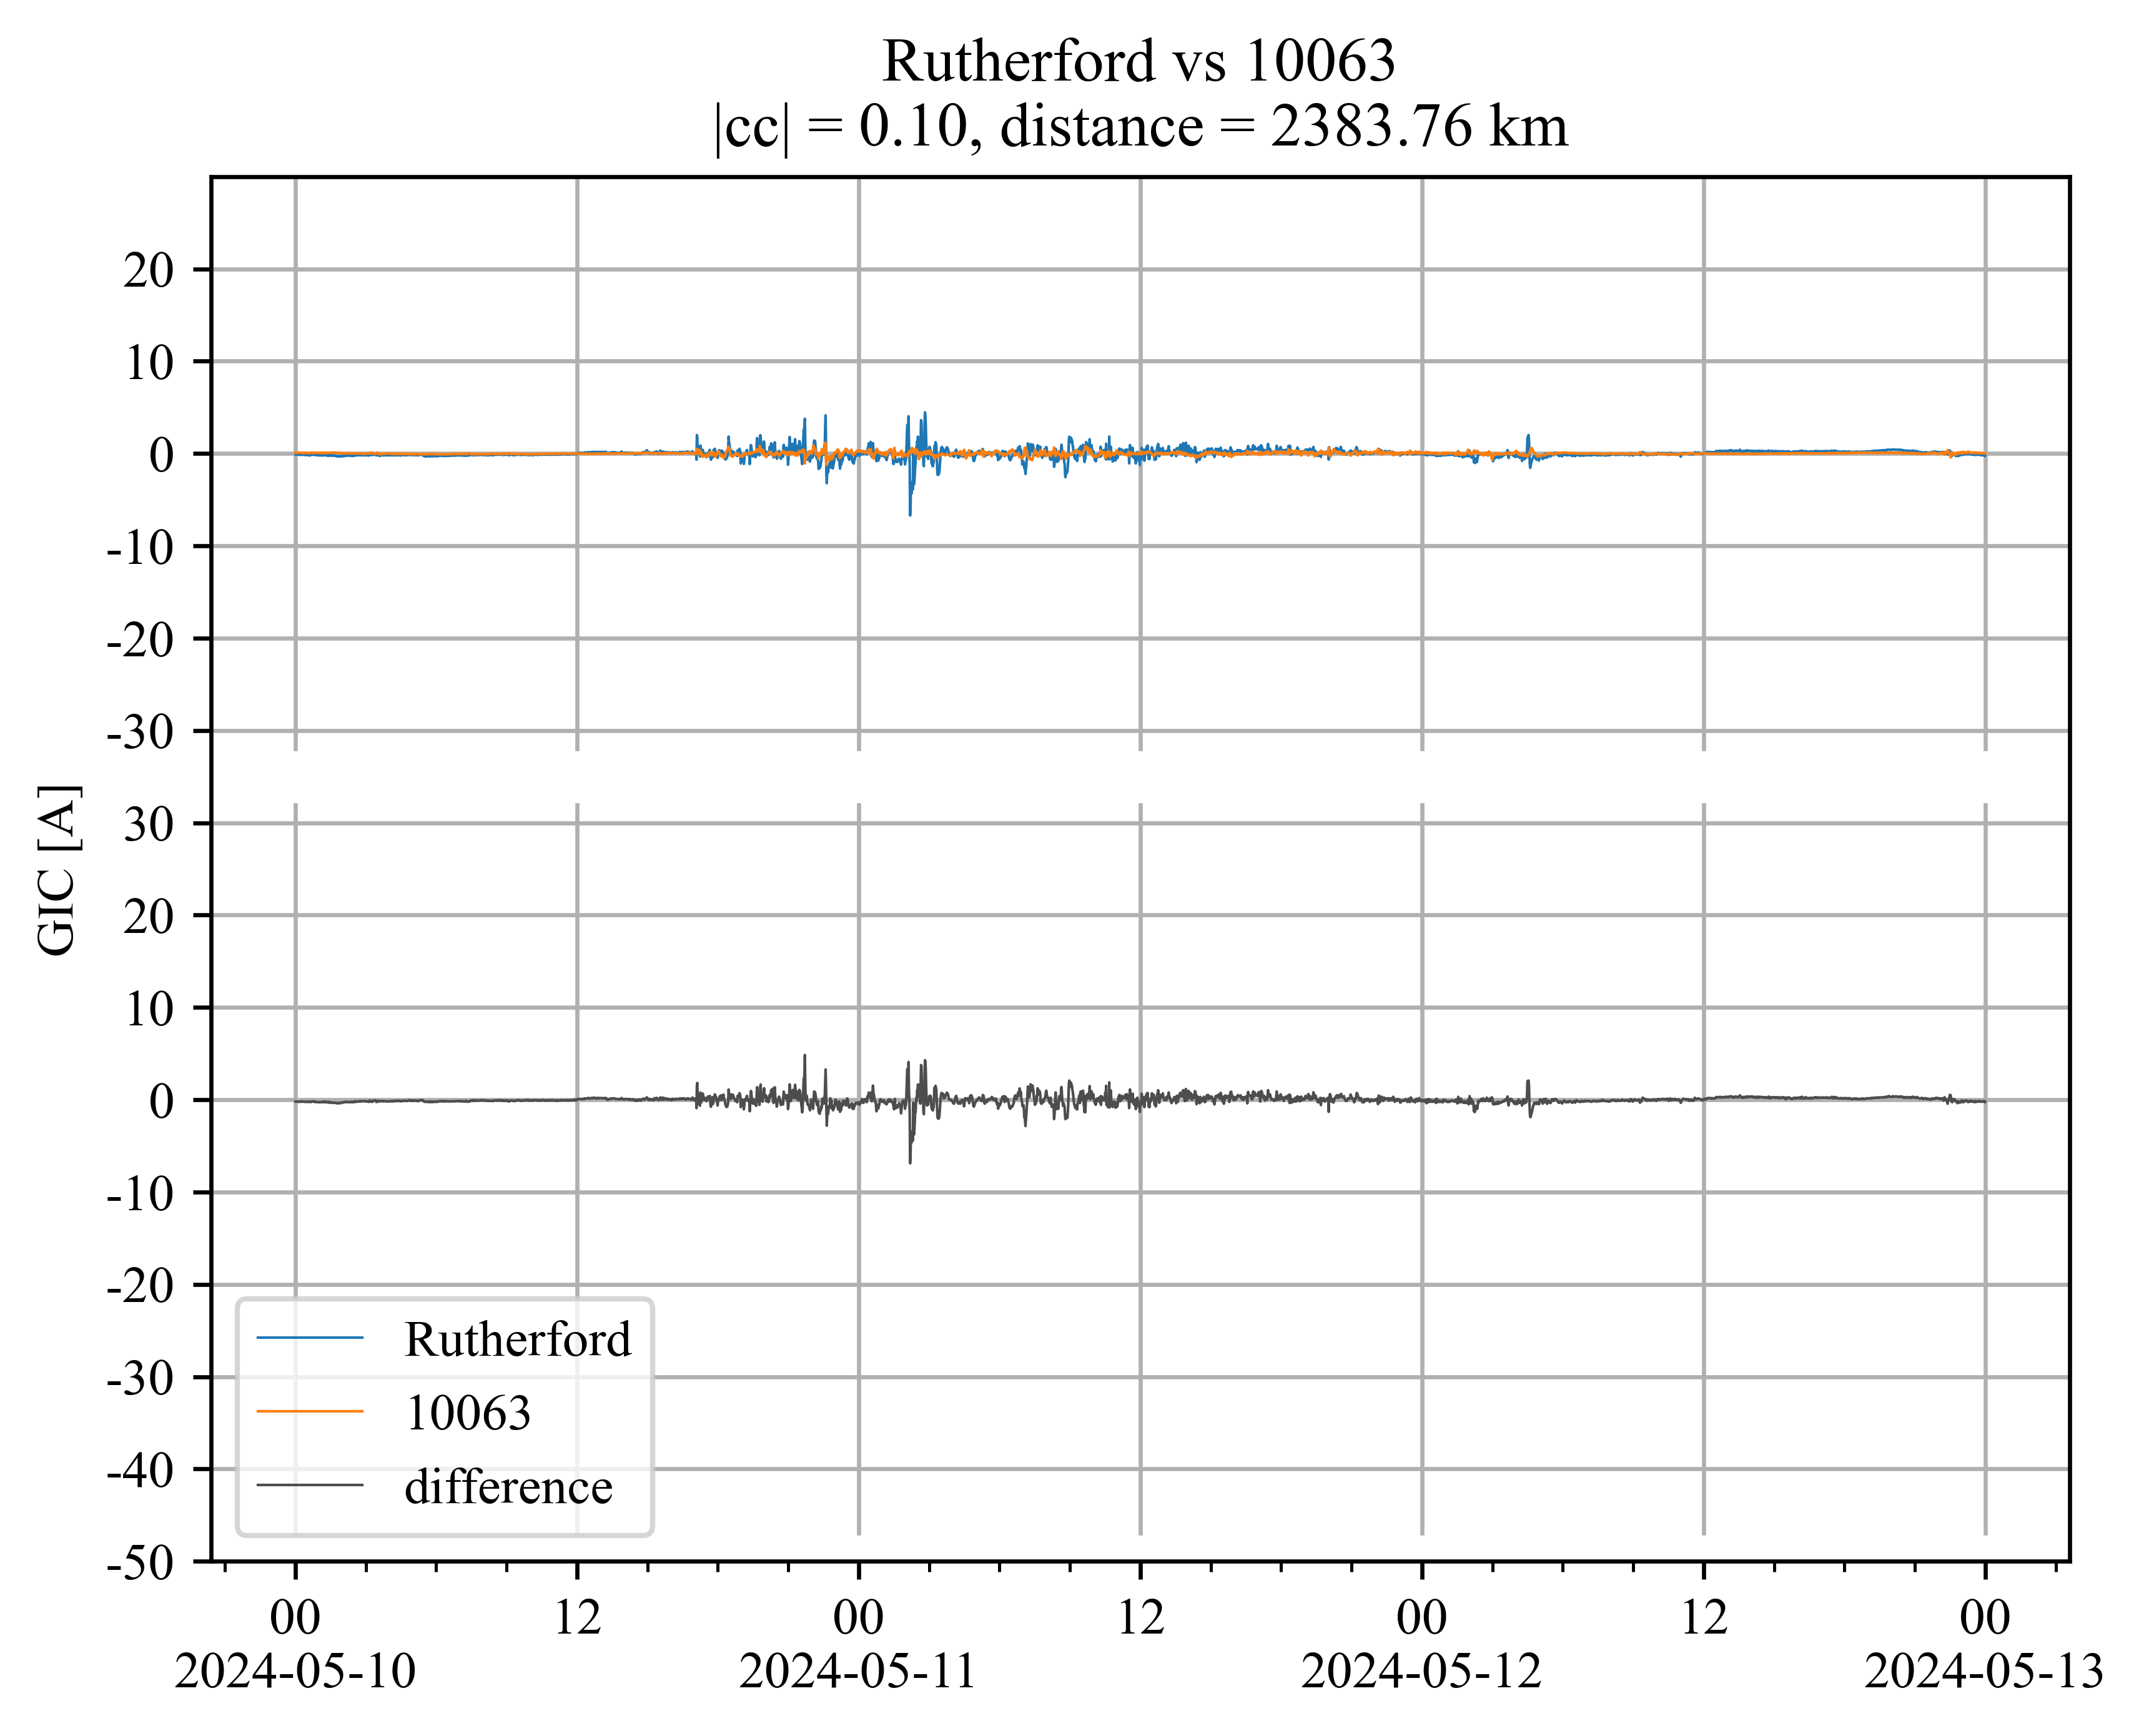 Rutherford vs 10063
|cc| = 0.10, distance = 2383.76 km
20
10
0
-10
-20
-30
GIC [A]
30
20
10
0
-10
-20
-30
-40
-50
Rutherford
10063
difference
00 12 00 12 00 12 00
2024-05-10 2024-05-11 2024-05-12 2024-05-13